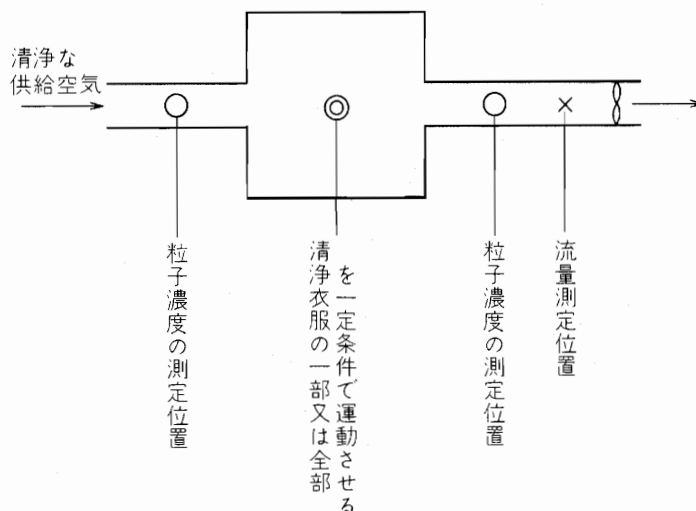 清浄な
供給空気
粒子濃度の測定位置
清浄衣服の一部又は全部
を一定条件で運動させる
粒子濃度の測定位置
流量測定位置